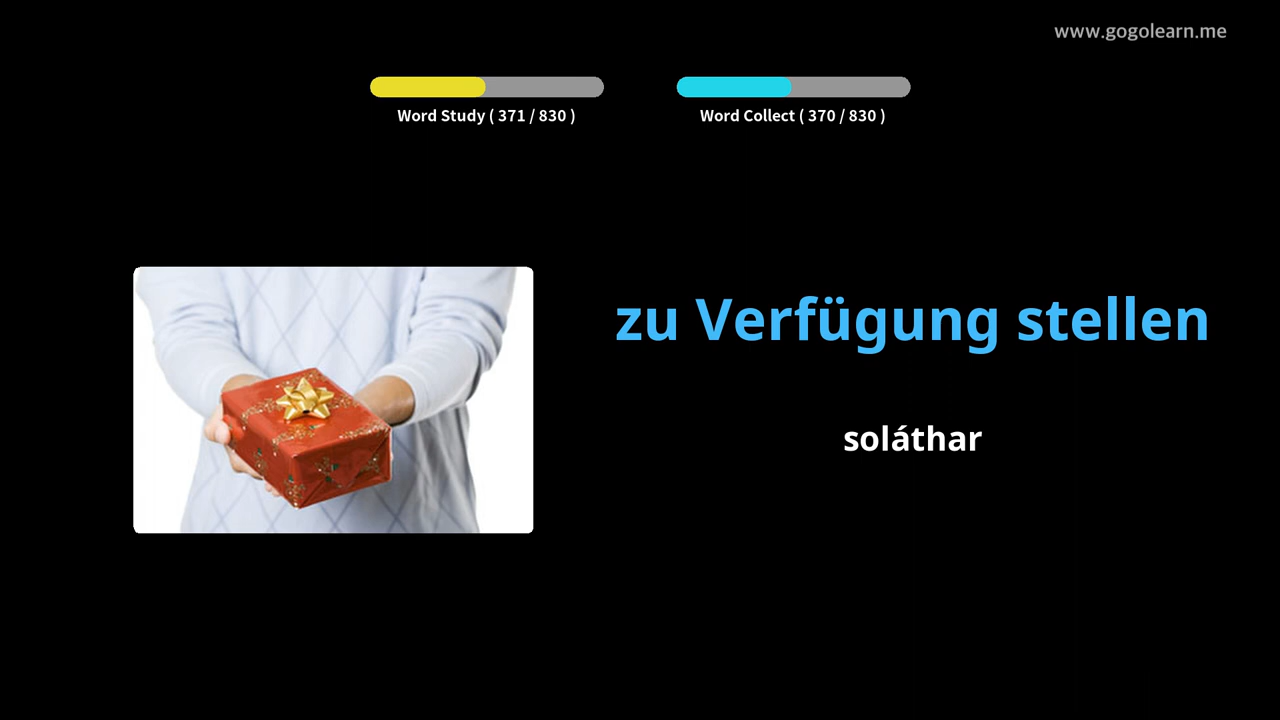 www.gogolearn.me
Word Study ( 371 / 830 )
Word Collect ( 370 / 830 )
zu Verfügung stellen
soláthar